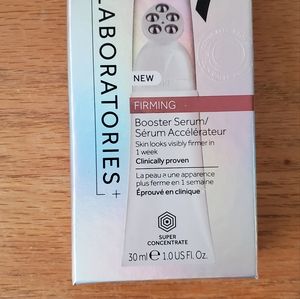 LABORATORIES+
NEW
FIRMING
Booster Serum/
Sérum Accélérateur
Skin looks visibly firmer in
1 week
Clinically proven
La peau a une apparence
plus ferme en 1 semaine
Éprouvé en clinique
SUPER
CONCENTRATE
30 ml e 1.0 US Fl. Oz.